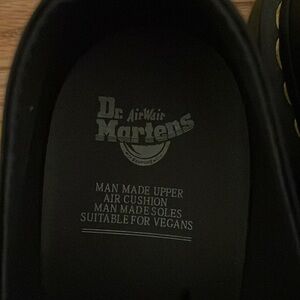 Dr. AirWair
Martens
MAN MADE UPPER
AIR CUSHION
MAN MADE SOLES
SUITABLE FOR VEGANS